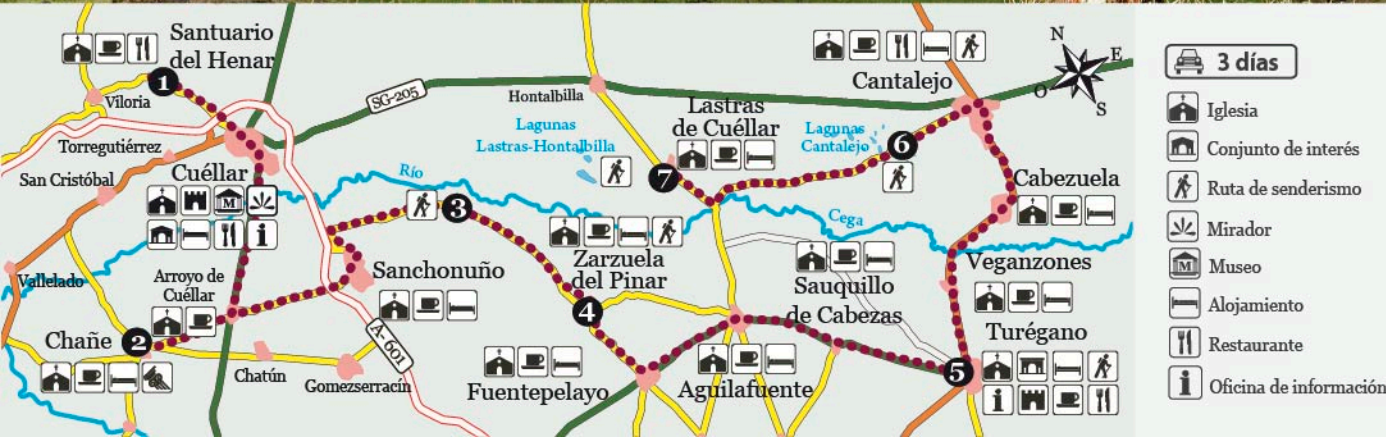 Santuario
del Henar
1
Viloria
Torregutiérrez
San Cristóbal
Cuéllar
M
i
Vallelado
Arroyo de
Cuéllar
Chañe
2
Chatún
Gomezserracín
SG-205
A-601
Río
3
Sanchonuño
Zarzuela
del Pinar
4
Fuentepelayo
Hontalbilla
Lagunas
Lastras-Hontalbilla
Lastras
de Cuéllar
7
Lagunas
Cantalejo
6
Cantalejo
N
E
O
S
Cabezuela
Cega
Veganzones
Sauquillo
de Cabezas
Aguilafuente
Turégano
5
i
3 días
Iglesia
Conjunto de interés
Ruta de senderismo
Mirador
M
Museo
Alojamiento
Restaurante
i
Oficina de información